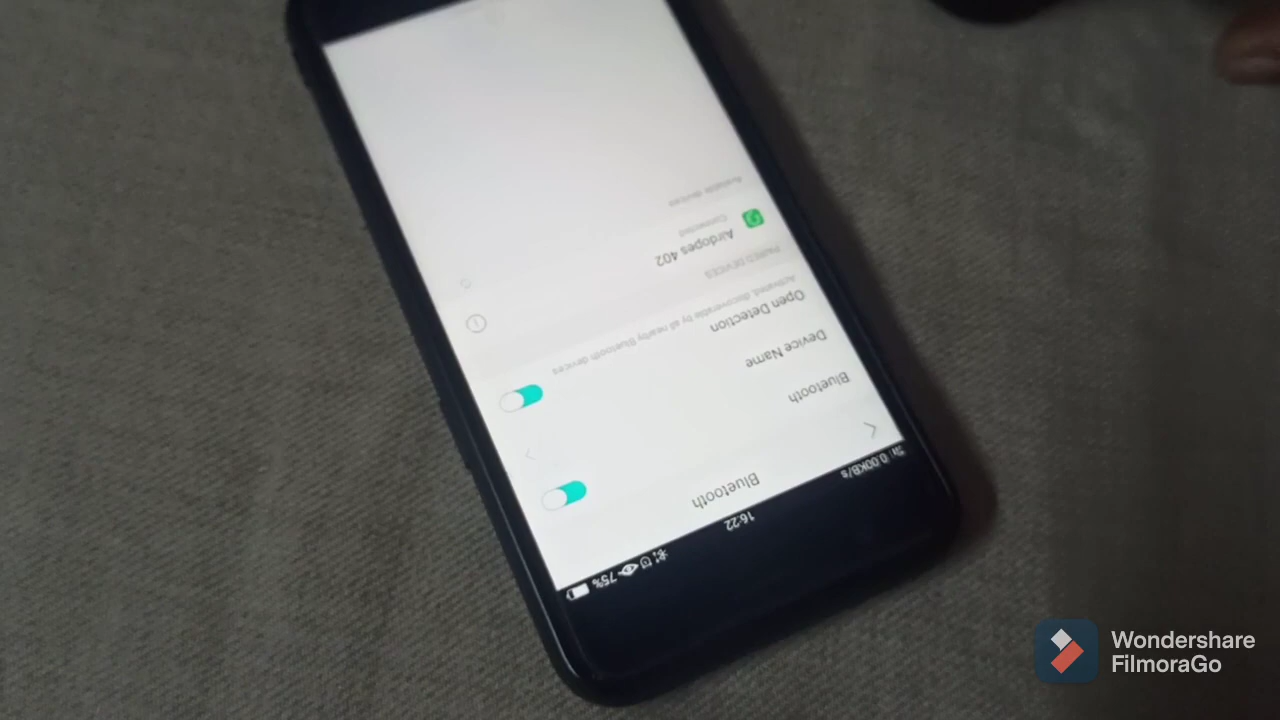 0.00KB/s
16:22
75%
Bluetooth
Bluetooth
Device Name
Open Detection
Activated, discoverable by all nearby Bluetooth devices
PAIRED DEVICES
Airdopes 402
Connected
Available devices
Wondershare
FilmoraGo